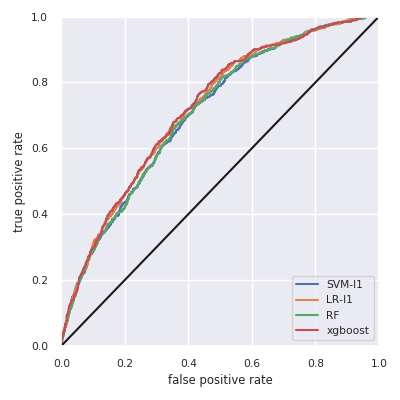 1.0
0.8
0.6
0.4
0.2
0.0
true positive rate
0.0 0.2 0.4 0.6 0.8 1.0
false positive rate
SVM-l1
LR-l1
RF
xgboost